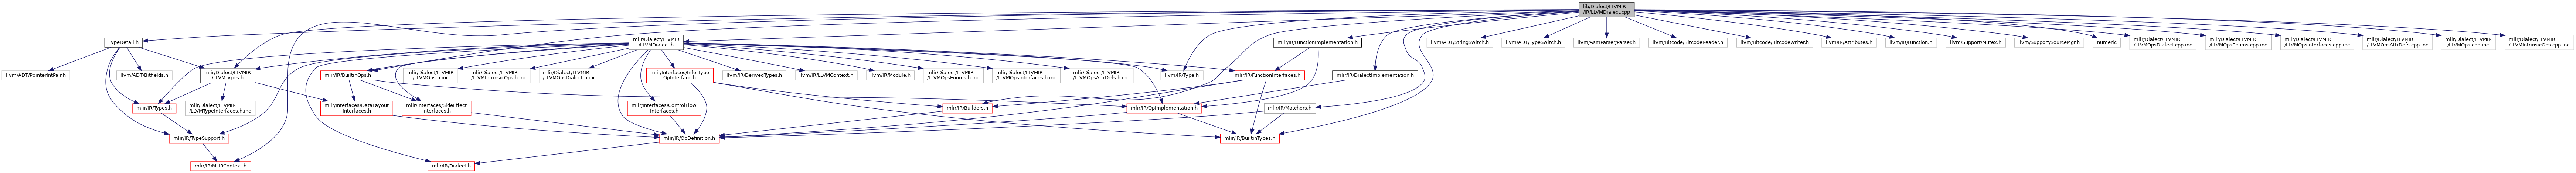 lib/Dialect/LLVMIR
/IR/LLVMDialect.cpp
TypeDetail.h
mlir/Dialect/LLVMIR
/LLVMDialect.h
mlir/IR/FunctionImplementation.h
llvm/ADT/StringSwitch.h
llvm/ADT/TypeSwitch.h
llvm/AsmParser/Parser.h
llvm/Bitcode/BitcodeReader.h
llvm/Bitcode/BitcodeWriter.h
llvm/IR/Attributes.h
llvm/IR/Function.h
llvm/Support/Mutex.h
llvm/Support/SourceMgr.h
numeric
mlir/Dialect/LLVMIR
/LLVMOpsDialect.cpp.inc
mlir/Dialect/LLVMIR
/LLVMOpsEnums.cpp.inc
mlir/Dialect/LLVMIR
/LLVMOpsInterfaces.cpp.inc
mlir/Dialect/LLVMIR
/LLVMOpsAttrDefs.cpp.inc
mlir/Dialect/LLVMIR
/LLVMOps.cpp.inc
mlir/Dialect/LLVMIR
/LLVMIntrinsicOps.cpp.inc
llvm/ADT/PointerIntPair.h
llvm/ADT/Bitfields.h
mlir/Dialect/LLVMIR
/LLVMTypes.h
mlir/IR/BuiltinOps.h
mlir/Dialect/LLVMIR
/LLVMOps.h.inc
mlir/Dialect/LLVMIR
/LLVMIntrinsicOps.h.inc
mlir/Dialect/LLVMIR
/LLVMOpsDialect.h.inc
mlir/Interfaces/InferType
OpInterface.h
llvm/IR/DerivedTypes.h
llvm/IR/LLVMContext.h
llvm/IR/Module.h
mlir/Dialect/LLVMIR
/LLVMOpsEnums.h.inc
mlir/Dialect/LLVMIR
/LLVMOpsInterfaces.h.inc
mlir/Dialect/LLVMIR
/LLVMOpsAttrDefs.h.inc
llvm/IR/Type.h
mlir/IR/FunctionInterfaces.h
mlir/IR/DialectImplementation.h
mlir/IR/Types.h
mlir/Dialect/LLVMIR
/LLVMTypeInterfaces.h.inc
mlir/Interfaces/DataLayout
Interfaces.h
mlir/Interfaces/SideEffect
Interfaces.h
mlir/Interfaces/ControlFlow
Interfaces.h
mlir/IR/Builders.h
mlir/IR/OpImplementation.h
mlir/IR/Matchers.h
mlir/IR/TypeSupport.h
mlir/IR/OpDefinition.h
mlir/IR/BuiltinTypes.h
mlir/IR/MLIRContext.h
mlir/IR/Dialect.h